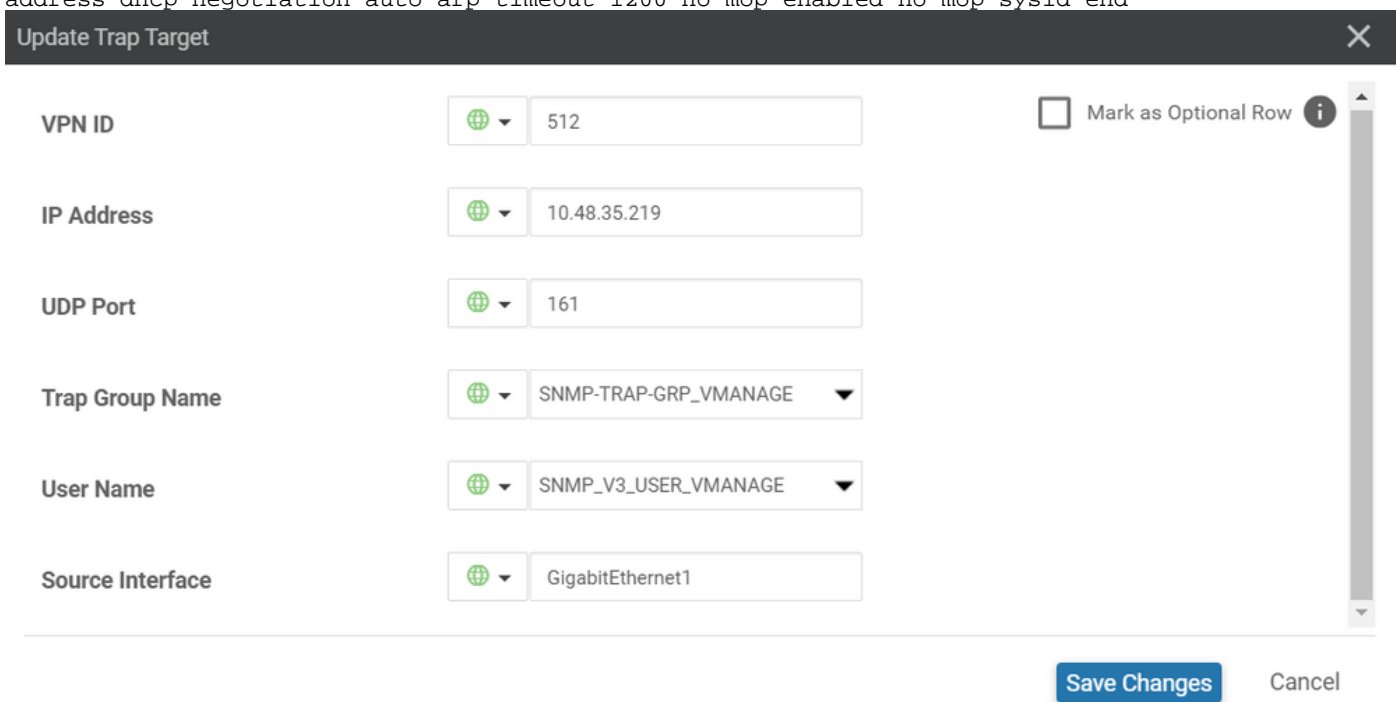 address dhcp negotiation auto arp timeout 1200 no mop enabled no mop sysid end
Update Trap Target
VPN ID 512 Mark as Optional Row i
IP Address 10.48.35.219
UDP Port 161
Trap Group Name SNMP-TRAP-GRP_VMANAGE
User Name SNMP_V3_USER_VMANAGE
Source Interface GigabitEthernet1
Save Changes Cancel